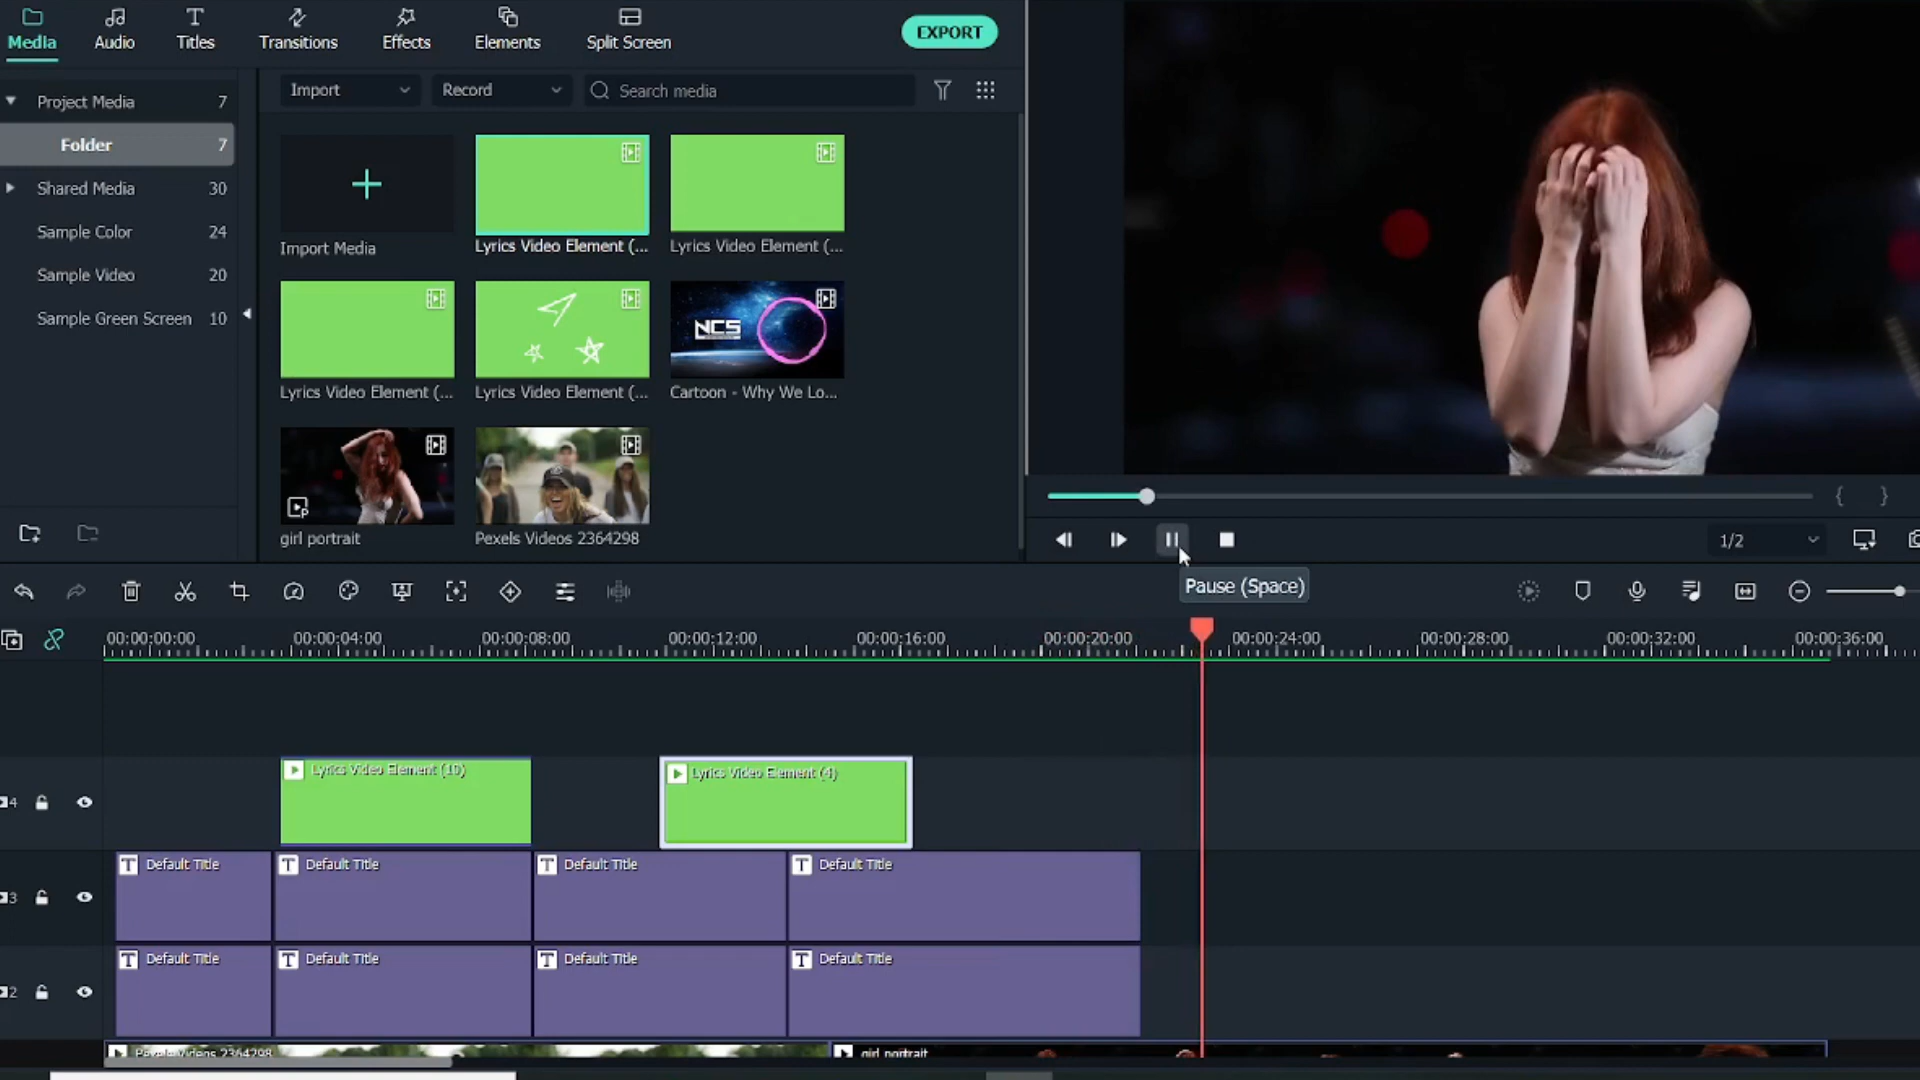 Media
Audio
Titles
Transitions
Effects
Elements
Split Screen
EXPORT
Project Media 7
Folder 7
Shared Media 30
Sample Color 24
Sample Video 20
Sample Green Screen 10
Import
Record
Search media
Import Media
Lyrics Video Element (...
Lyrics Video Element (...
Lyrics Video Element (...
Lyrics Video Element (...
NCS
Cartoon - Why We Lo...
girl portrait
Pexels Videos 2364298
1/2
Pause (Space)
00:00:00:00
00:00:04:00
00:00:08:00
00:00:12:00
00:00:16:00
00:00:20:00
00:00:24:00
00:00:28:00
00:00:32:00
00:00:36:00
4
Lyrics Video Element (10)
Lyrics Video Element (4)
3
T Default Title
T Default Title
T Default Title
T Default Title
2
T Default Title
T Default Title
T Default Title
T Default Title
Pexels Videos 2364298
girl portrait